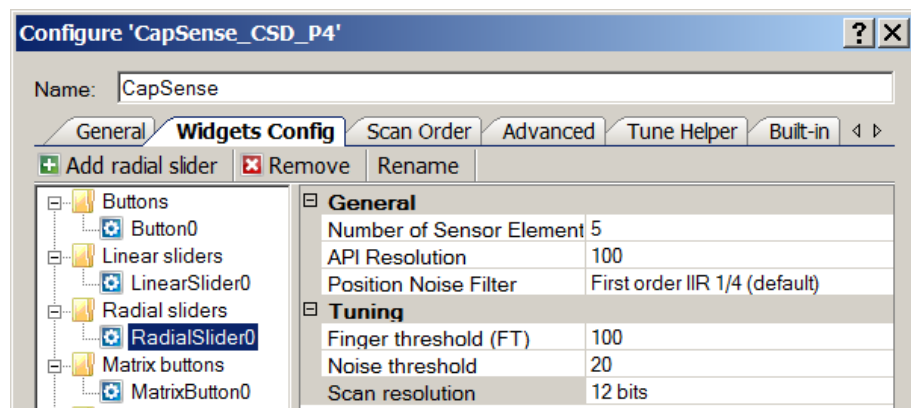 Configure 'CapSense_CSD_P4'
Name: CapSense
General Widgets Config Scan Order Advanced Tune Helper Built-in
Add radial slider Remove Rename
Buttons
Button0
Linear sliders
LinearSlider0
Radial sliders
RadialSlider0
Matrix buttons
MatrixButton0
General
Number of Sensor Element 5
API Resolution 100
Position Noise Filter First order IIR 1/4 (default)
Tuning
Finger threshold (FT) 100
Noise threshold 20
Scan resolution 12 bits